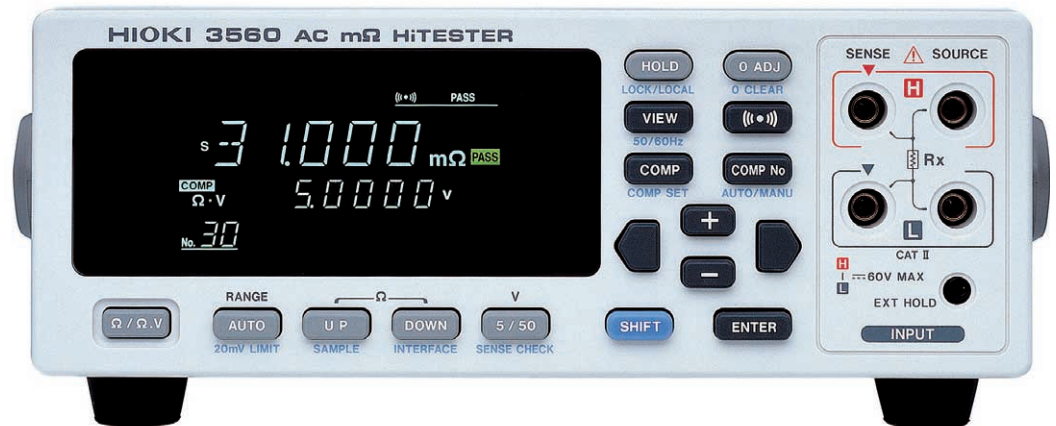 HIOKI 3560 AC mΩ HiTESTER
((•)) PASS
S 31.000 mΩ PASS
COMP
Ω·V
5.0000 V
No. 30
Ω / Ω.V
RANGE
AUTO
20mV LIMIT
Ω
UP
SAMPLE
DOWN
INTERFACE
V
5 / 50
SENSE CHECK
HOLD
LOCK/LOCAL
0 ADJ
0 CLEAR
VIEW
50/60Hz
((•))
COMP
COMP SET
COMP No
AUTO/MANU
+
−
SHIFT
ENTER
SENSE ⚠ SOURCE
H
Rx
L
CAT II
H
L
60V MAX
EXT HOLD
INPUT